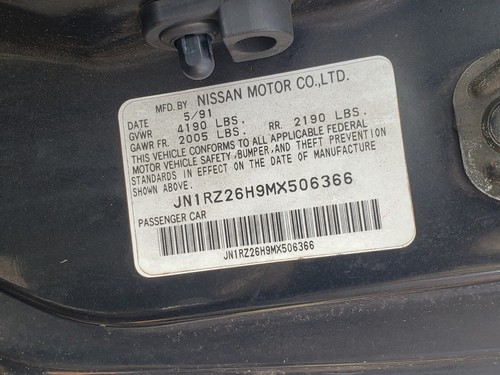 MFD. BY NISSAN MOTOR CO., LTD.
DATE 5/91
GVWR 4190 LBS.
GAWR FR. 2005 LBS. RR. 2190 LBS.
THIS VEHICLE CONFORMS TO ALL APPLICABLE FEDERAL
MOTOR VEHICLE SAFETY, BUMPER, AND THEFT PREVENTION
STANDARDS IN EFFECT ON THE DATE OF MANUFACTURE
SHOWN ABOVE.
JN1RZ26H9MX506366
PASSENGER CAR
JN1RZ26H9MX506366